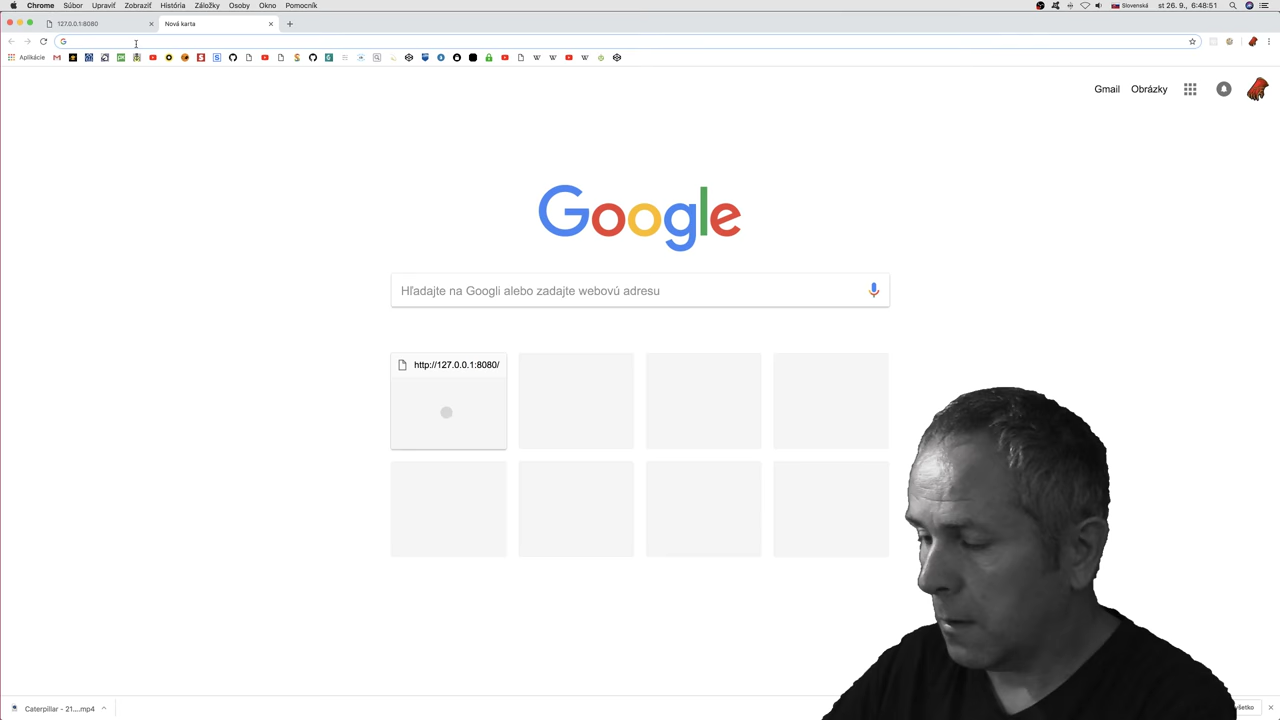 Chrome Súbor Upraviť Zobraziť História Záložky Osoby Okno Pomocník Slovenská st 26. 9., 6:48:51
127.0.0.1:8080 Nová karta
Aplikácie
Gmail Obrázky
Google
Hľadajte na Googli alebo zadajte webovú adresu
http://127.0.0.1:8080/
Caterpillar - 21....mp4